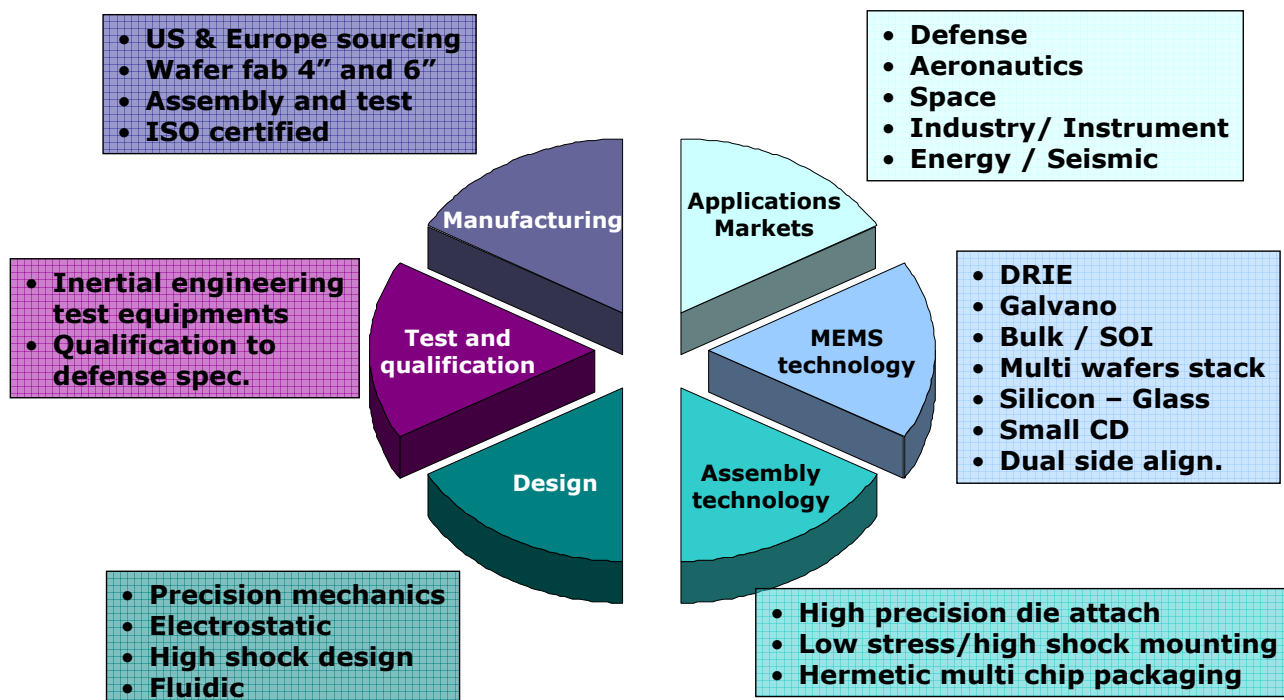 • US & Europe sourcing
• Wafer fab 4” and 6”
• Assembly and test
• ISO certified
• Defense
• Aeronautics
• Space
• Industry/ Instrument
• Energy / Seismic
Manufacturing
Applications
Markets
• Inertial engineering
test equipments
• Qualification to
defense spec.
Test and
qualification
MEMS
technology
• DRIE
• Galvano
• Bulk / SOI
• Multi wafers stack
• Silicon – Glass
• Small CD
• Dual side align.
Design
Assembly
technology
• Precision mechanics
• Electrostatic
• High shock design
• Fluidic
• High precision die attach
• Low stress/high shock mounting
• Hermetic multi chip packaging